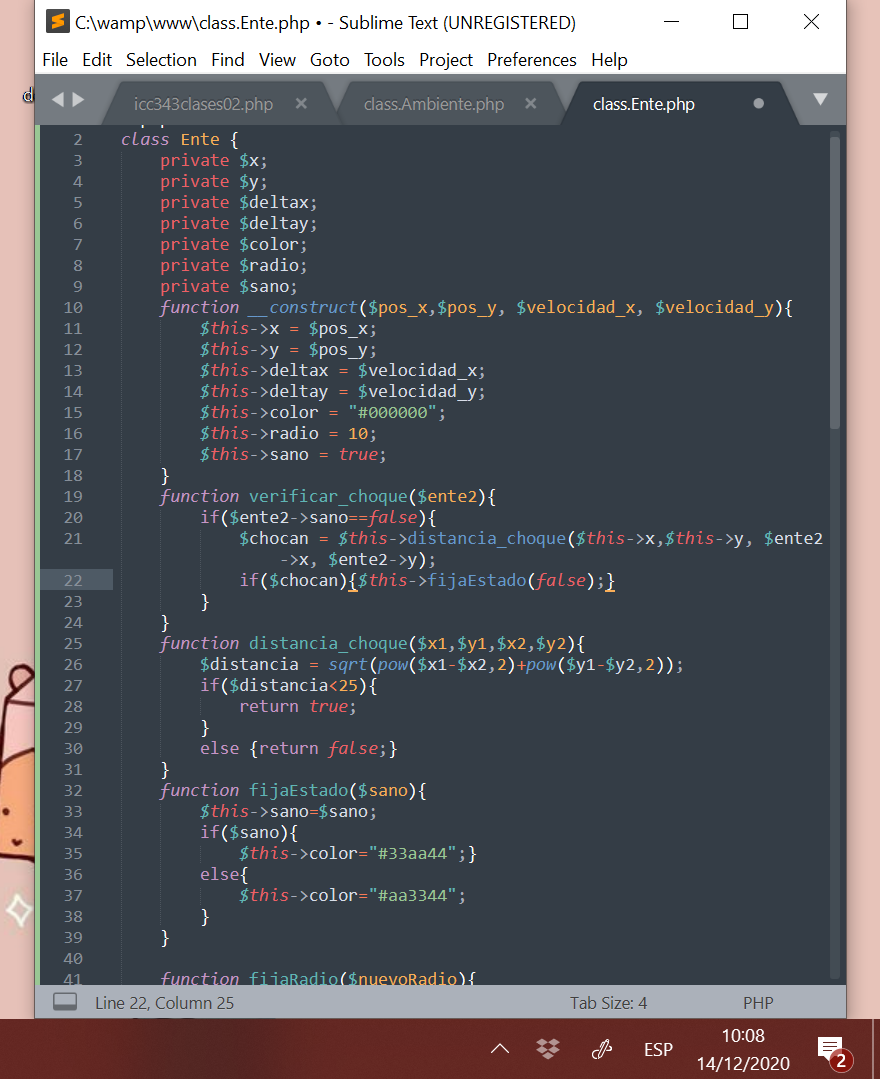 C:\wamp\www\class.Ente.php • - Sublime Text (UNREGISTERED)
File Edit Selection Find View Goto Tools Project Preferences Help
icc343clases02.php × class.Ambiente.php × class.Ente.php
2 class Ente {
3 private $x;
4 private $y;
5 private $deltax;
6 private $deltay;
7 private $color;
8 private $radio;
9 private $sano;
10 function __construct($pos_x,$pos_y, $velocidad_x, $velocidad_y){
11 $this->x = $pos_x;
12 $this->y = $pos_y;
13 $this->deltax = $velocidad_x;
14 $this->deltay = $velocidad_y;
15 $this->color = "#000000";
16 $this->radio = 10;
17 $this->sano = true;
18 }
19 function verificar_choque($ente2){
20 if($ente2->sano==false){
21 $chocan = $this->distancia_choque($this->x,$this->y, $ente2
->x, $ente2->y);
22 if($chocan){$this->fijaEstado(false);}
23 }
24 }
25 function distancia_choque($x1,$y1,$x2,$y2){
26 $distancia = sqrt(pow($x1-$x2,2)+pow($y1-$y2,2));
27 if($distancia<25){
28 return true;
29 }
30 else {return false;}
31 }
32 function fijaEstado($sano){
33 $this->sano=$sano;
34 if($sano){
35 $this->color="#33aa44";}
36 else{
37 $this->color="#aa3344";
38 }
39 }
40
41 function fijaRadio($nuevoRadio){
Line 22, Column 25 Tab Size: 4 PHP
ESP
10:08
14/12/2020
2